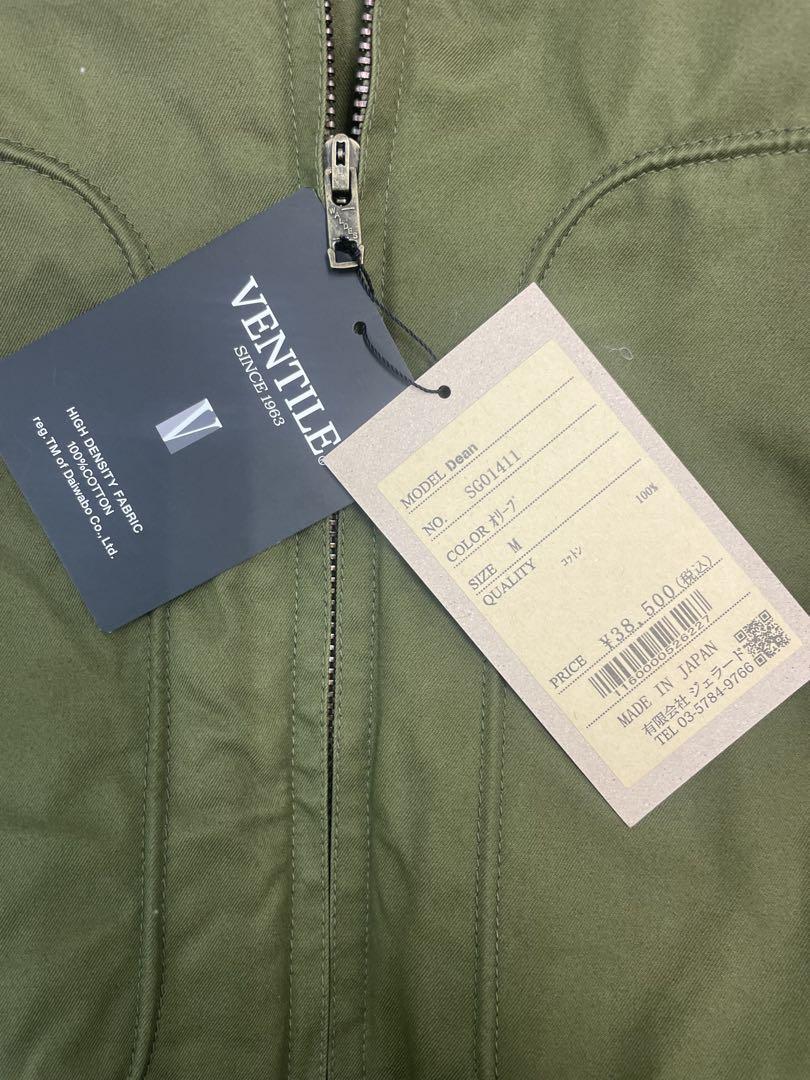 WALDES
VENTILE®
SINCE 1963
V
HIGH DENSITY FABRIC
100%COTTON
reg.TM of Daiwabo Co., Ltd.
MODEL Dean
NO. SG01411
COLOR オリーブ
SIZE M
QUALITY コットン 100%
PRICE ¥38,500(税込)
1160000526227
MADE IN JAPAN
有限会社 ジェラード
TEL 03-5784-9766